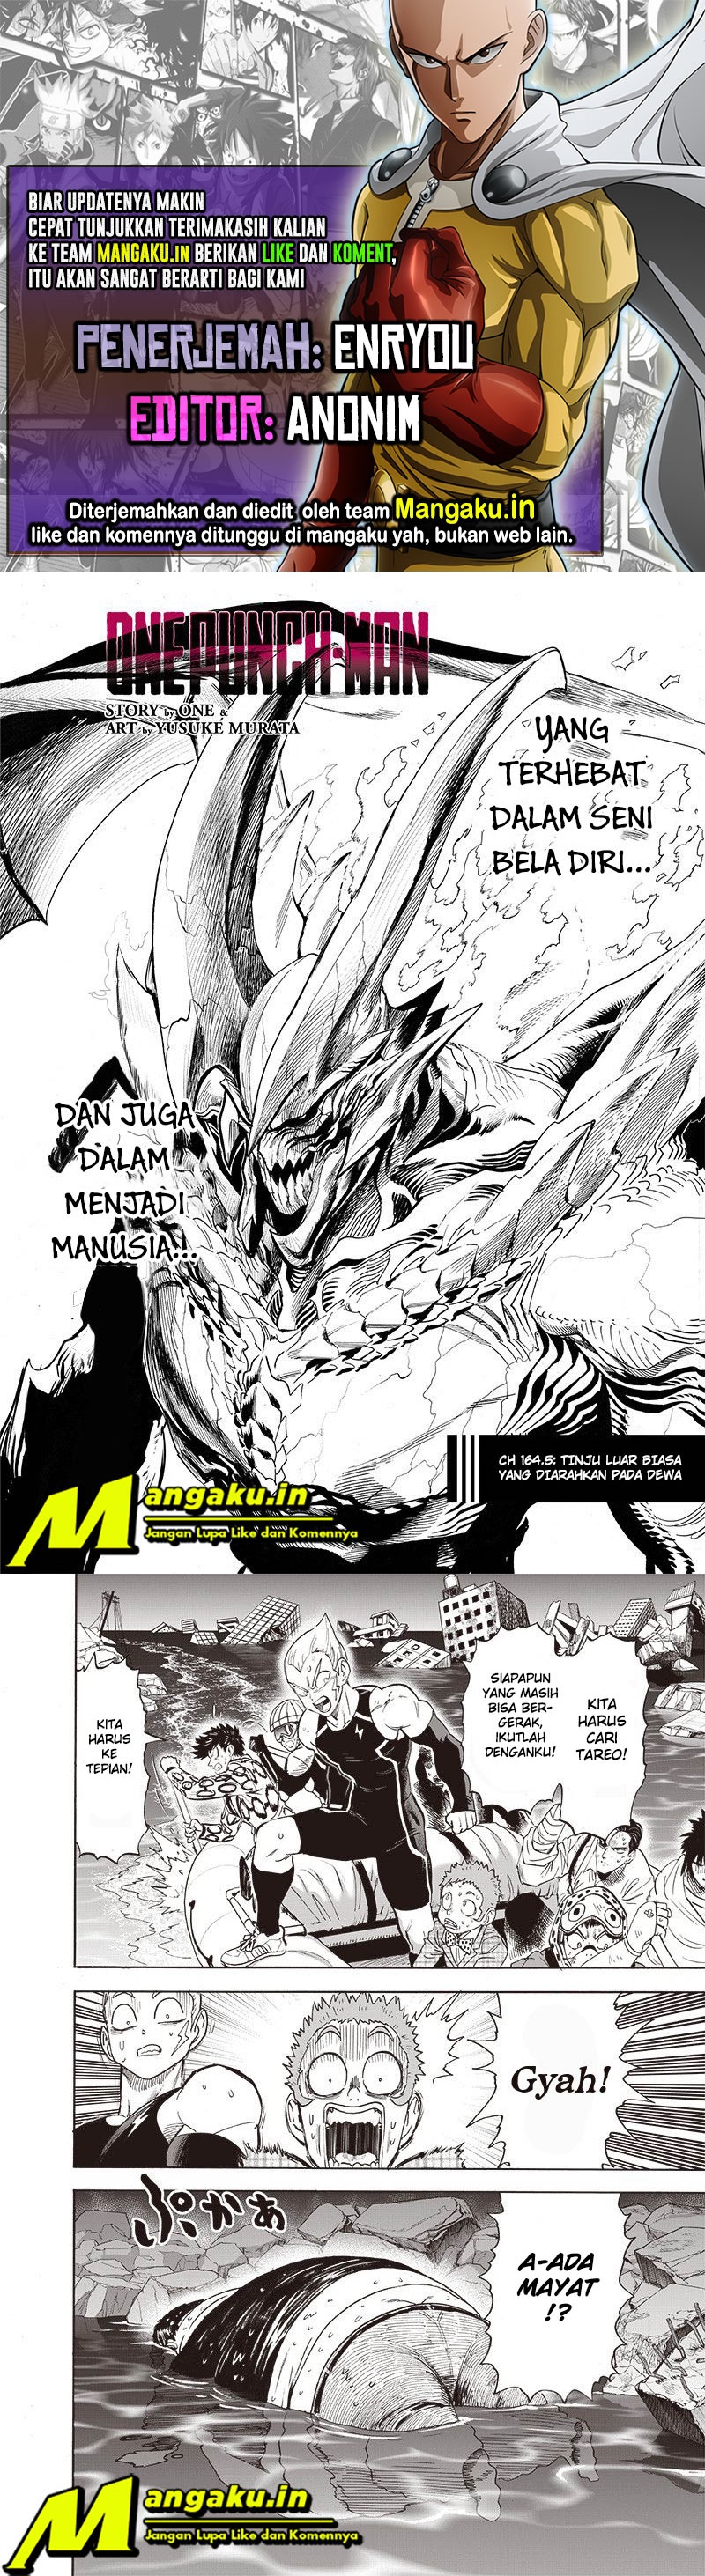 BIAR UPDATENYA MAKIN
CEPAT TUNJUKKAN TERIMAKASIH KALIAN
KE TEAM MANGAKU.IN BERIKAN LIKE DAN KOMENT,
ITU AKAN SANGAT BERARTI BAGI KAMI
PENERJEMAH: ENRYOU
EDITOR: ANONIM
Diterjemahkan dan diedit oleh team Mangaku.in
like dan komennya ditunggu di mangaku yah, bukan web lain.
ONEPUNCH-MAN
STORY by ONE &
ART by YUSUKE MURATA
YANG
TERHEBAT
DALAM SENI
BELA DIRI...
DAN JUGA
DALAM
MENJADI
MANUSIA...
CH 164.5: TINJU LUAR BIASA
YANG DIARAHKAN PADA DEWA
Mangaku.in
Jangan Lupa Like dan Komennya
KITA
HARUS
CARI
TAREO!
SIAPAPUN
YANG MASIH
BISA BER-
GERAK,
IKUTLAH
DENGANKU!
KITA
HARUS
KE
TEPIAN!
Gyah!
ぷかあ
A-ADA
MAYAT
!?
Mangaku.in
Jangan Lupa Like dan Komennya